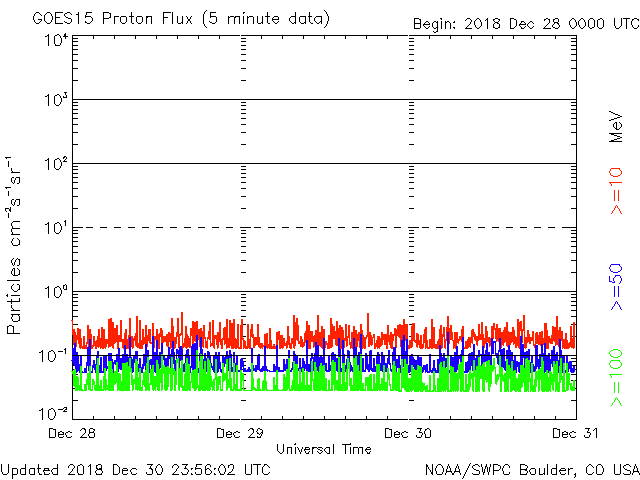 GOES15 Proton Flux (5 minute data)
Begin: 2018 Dec 28 0000 UTC
10⁴
10³
10²
10¹
10⁰
10⁻¹
10⁻²
Particles cm⁻²s⁻¹sr⁻¹
MeV
>=10
>=50
>=100
Dec 28 Dec 29 Dec 30 Dec 31
Universal Time
Updated 2018 Dec 30 23:56:02 UTC
NOAA/SWPC Boulder, CO USA